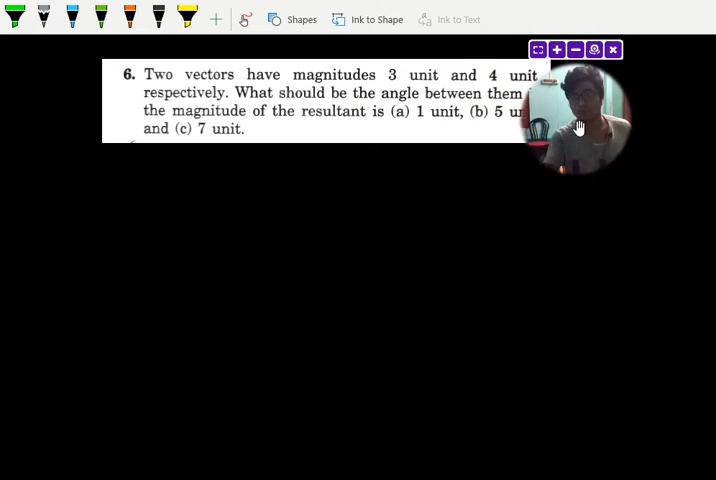 Shapes
Ink to Shape
Ink to Text
6. Two vectors have magnitudes 3 unit and 4 unit
respectively. What should be the angle between them
the magnitude of the resultant is (a) 1 unit, (b) 5
and (c) 7 unit.